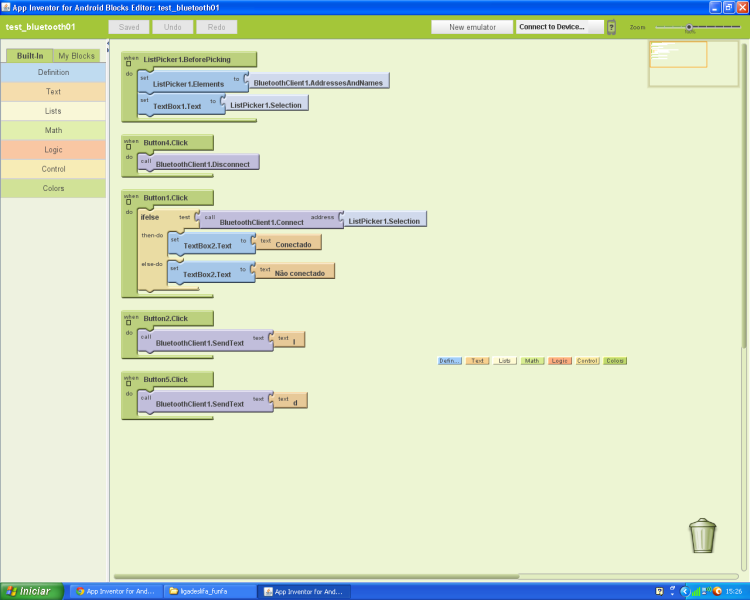 App Inventor for Android Blocks Editor: test_bluetooth01
test_bluetooth01
Saved
Undo
Redo
New emulator
Connect to Device...
?
Zoom
Built-In
My Blocks
Definition
Text
Lists
Math
Logic
Control
Colors
when ListPicker1.BeforePicking
do set ListPicker1.Elements to BluetoothClient1.AddressesAndNames
set TextBox1.Text to ListPicker1.Selection
when Button4.Click
do call BluetoothClient1.Disconnect
when Button1.Click
do ifelse test call BluetoothClient1.Connect address ListPicker1.Selection
then-do set TextBox2.Text to text Conectado
else-do set TextBox2.Text to text Não conectado
when Button2.Click
do call BluetoothClient1.SendText text text l
when Button5.Click
do call BluetoothClient1.SendText text text d
Defin... Text Lists Math Logic Control Colors
Iniciar
App Inventor for And...
ligadeslifa_funfa
App Inventor for And...
15:26